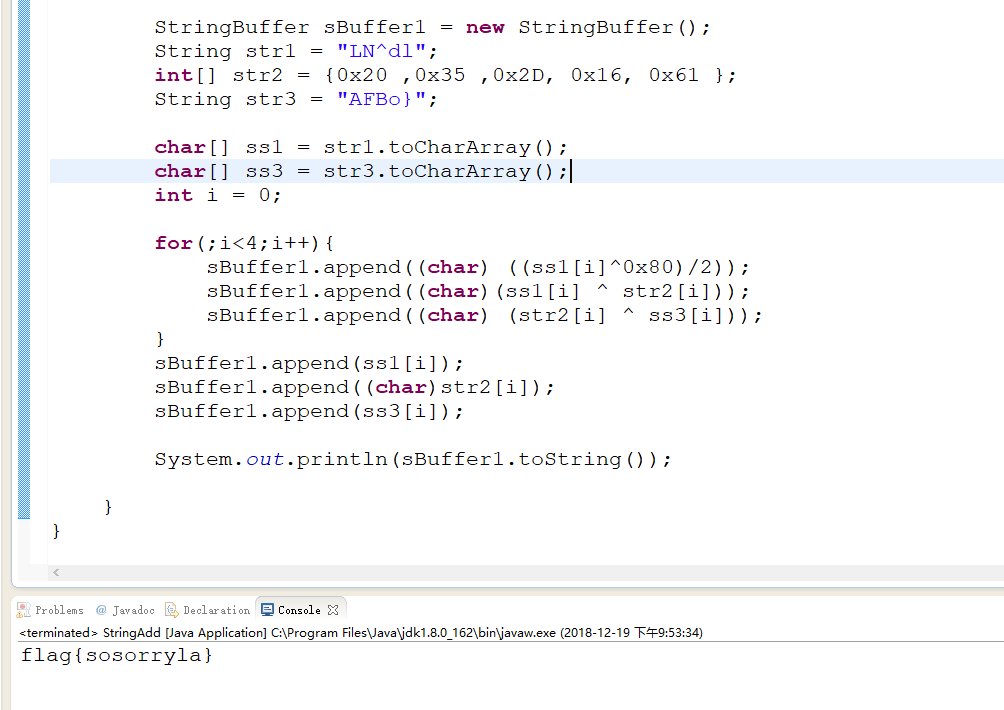 StringBuffer sBuffer1 = new StringBuffer();
String str1 = "LN^dl";
int[] str2 = {0x20 ,0x35 ,0x2D, 0x16, 0x61 };
String str3 = "AFBo}";
char[] ss1 = str1.toCharArray();
char[] ss3 = str3.toCharArray();
int i = 0;
for(;i<4;i++){
sBuffer1.append((char) ((ss1[i]^0x80)/2));
sBuffer1.append((char)(ss1[i] ^ str2[i]));
sBuffer1.append((char) (str2[i] ^ ss3[i]));
}
sBuffer1.append(ss1[i]);
sBuffer1.append((char)str2[i]);
sBuffer1.append(ss3[i]);
System.out.println(sBuffer1.toString());
}
}
Problems @ Javadoc Declaration Console
<terminated> StringAdd [Java Application] C:\Program Files\Java\jdk1.8.0_162\bin\javaw.exe (2018-12-19 下午9:53:34)
flag{sosorryla}